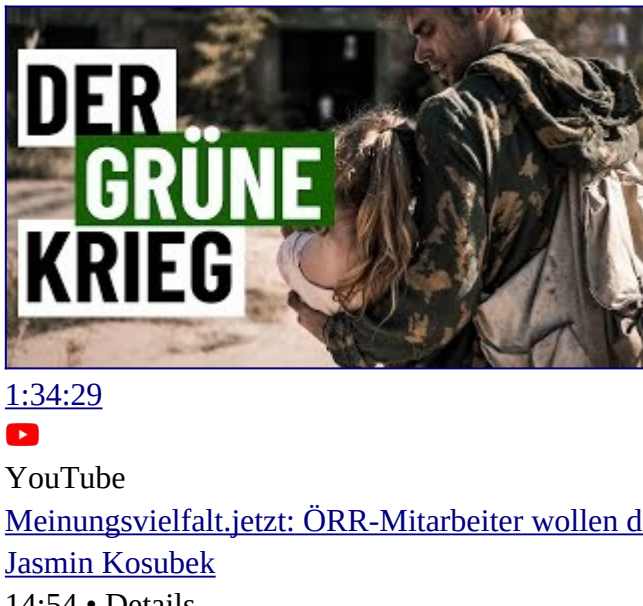 DER
GRÜNE
KRIEG
1:34:29
YouTube
Meinungsvielfalt.jetzt: ÖRR-Mitarbeiter wollen d
Jasmin Kosubek
14:54 • Details